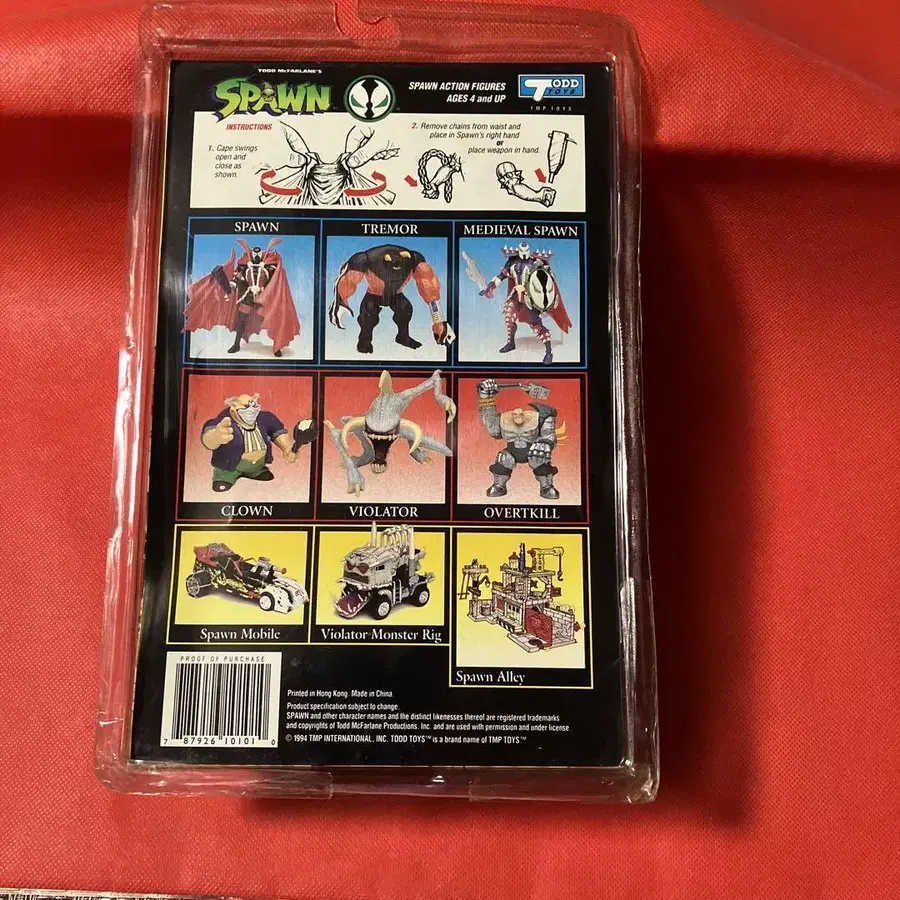 TODD McFARLANE'S
SPAWN
SPAWN ACTION FIGURES
AGES 4 and UP
TODD
TOYS
TMP TOYS
INSTRUCTIONS
1. Cape swings
open and
close as
shown.
2. Remove chains from waist and
place in Spawn's right hand
or
place weapon in hand.
SPAWN
TREMOR
MEDIEVAL SPAWN
CLOWN
VIOLATOR
OVERTKILL
Spawn Mobile
Violator Monster Rig
Spawn Alley
PROOF OF PURCHASE
7 87926 10101 0
Printed in Hong Kong. Made in China.
Product specification subject to change.
SPAWN and other character names and the distinct likenesses thereof are registered trademarks
and copyrights of Todd McFarlane Productions, Inc. and are used with permission and under license.
© 1994 TMP INTERNATIONAL, INC. TODD TOYS™ is a brand name of TMP TOYS.™